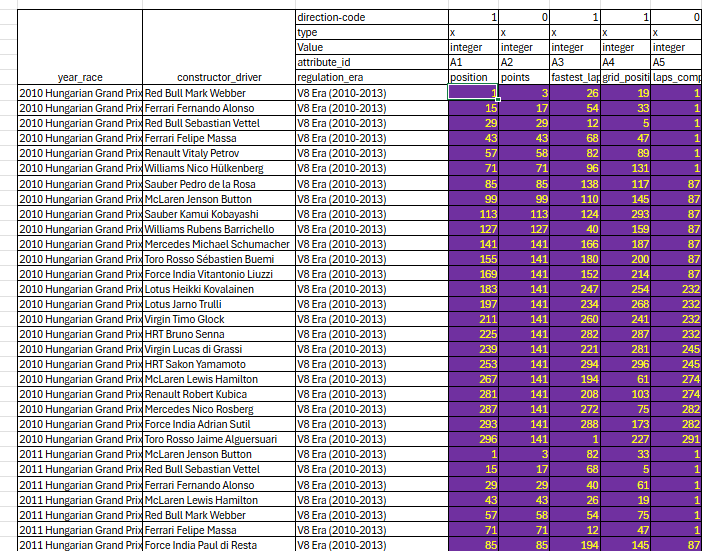 direction-code 1 0 1 1 0
type x x x x x
Value integer integer integer integer integer
attribute_id A1 A2 A3 A4 A5
year_race constructor_driver regulation_era position points fastest_lap grid_positi laps_comp
2010 Hungarian Grand Prix Red Bull Mark Webber V8 Era (2010-2013) 1 3 26 19 1
2010 Hungarian Grand Prix Ferrari Fernando Alonso V8 Era (2010-2013) 15 17 54 33 1
2010 Hungarian Grand Prix Red Bull Sebastian Vettel V8 Era (2010-2013) 29 29 12 5 1
2010 Hungarian Grand Prix Ferrari Felipe Massa V8 Era (2010-2013) 43 43 68 47 1
2010 Hungarian Grand Prix Renault Vitaly Petrov V8 Era (2010-2013) 57 58 82 89 1
2010 Hungarian Grand Prix Williams Nico Hülkenberg V8 Era (2010-2013) 71 71 96 131 1
2010 Hungarian Grand Prix Sauber Pedro de la Rosa V8 Era (2010-2013) 85 85 138 117 87
2010 Hungarian Grand Prix McLaren Jenson Button V8 Era (2010-2013) 99 99 110 145 87
2010 Hungarian Grand Prix Sauber Kamui Kobayashi V8 Era (2010-2013) 113 113 124 293 87
2010 Hungarian Grand Prix Williams Rubens Barrichello V8 Era (2010-2013) 127 127 40 159 87
2010 Hungarian Grand Prix Mercedes Michael Schumacher V8 Era (2010-2013) 141 141 166 187 87
2010 Hungarian Grand Prix Toro Rosso Sébastien Buemi V8 Era (2010-2013) 155 141 180 200 87
2010 Hungarian Grand Prix Force India Vitantonio Liuzzi V8 Era (2010-2013) 169 141 152 214 87
2010 Hungarian Grand Prix Lotus Heikki Kovalainen V8 Era (2010-2013) 183 141 247 254 232
2010 Hungarian Grand Prix Lotus Jarno Trulli V8 Era (2010-2013) 197 141 234 268 232
2010 Hungarian Grand Prix Virgin Timo Glock V8 Era (2010-2013) 211 141 260 241 232
2010 Hungarian Grand Prix HRT Bruno Senna V8 Era (2010-2013) 225 141 282 287 232
2010 Hungarian Grand Prix Virgin Lucas di Grassi V8 Era (2010-2013) 239 141 221 281 245
2010 Hungarian Grand Prix HRT Sakon Yamamoto V8 Era (2010-2013) 253 141 294 296 245
2010 Hungarian Grand Prix McLaren Lewis Hamilton V8 Era (2010-2013) 267 141 194 61 274
2010 Hungarian Grand Prix Renault Robert Kubica V8 Era (2010-2013) 281 141 208 103 274
2010 Hungarian Grand Prix Mercedes Nico Rosberg V8 Era (2010-2013) 287 141 272 75 282
2010 Hungarian Grand Prix Force India Adrian Sutil V8 Era (2010-2013) 293 141 288 173 282
2010 Hungarian Grand Prix Toro Rosso Jaime Alguersuari V8 Era (2010-2013) 296 141 1 227 291
2011 Hungarian Grand Prix McLaren Jenson Button V8 Era (2010-2013) 1 3 82 33 1
2011 Hungarian Grand Prix Red Bull Sebastian Vettel V8 Era (2010-2013) 15 17 68 5 1
2011 Hungarian Grand Prix Ferrari Fernando Alonso V8 Era (2010-2013) 29 29 40 61 1
2011 Hungarian Grand Prix McLaren Lewis Hamilton V8 Era (2010-2013) 43 43 26 19 1
2011 Hungarian Grand Prix Red Bull Mark Webber V8 Era (2010-2013) 57 58 54 75 1
2011 Hungarian Grand Prix Ferrari Felipe Massa V8 Era (2010-2013) 71 71 12 47 1
2011 Hungarian Grand Prix Force India Paul di Resta V8 Era (2010-2013) 85 85 194 145 87